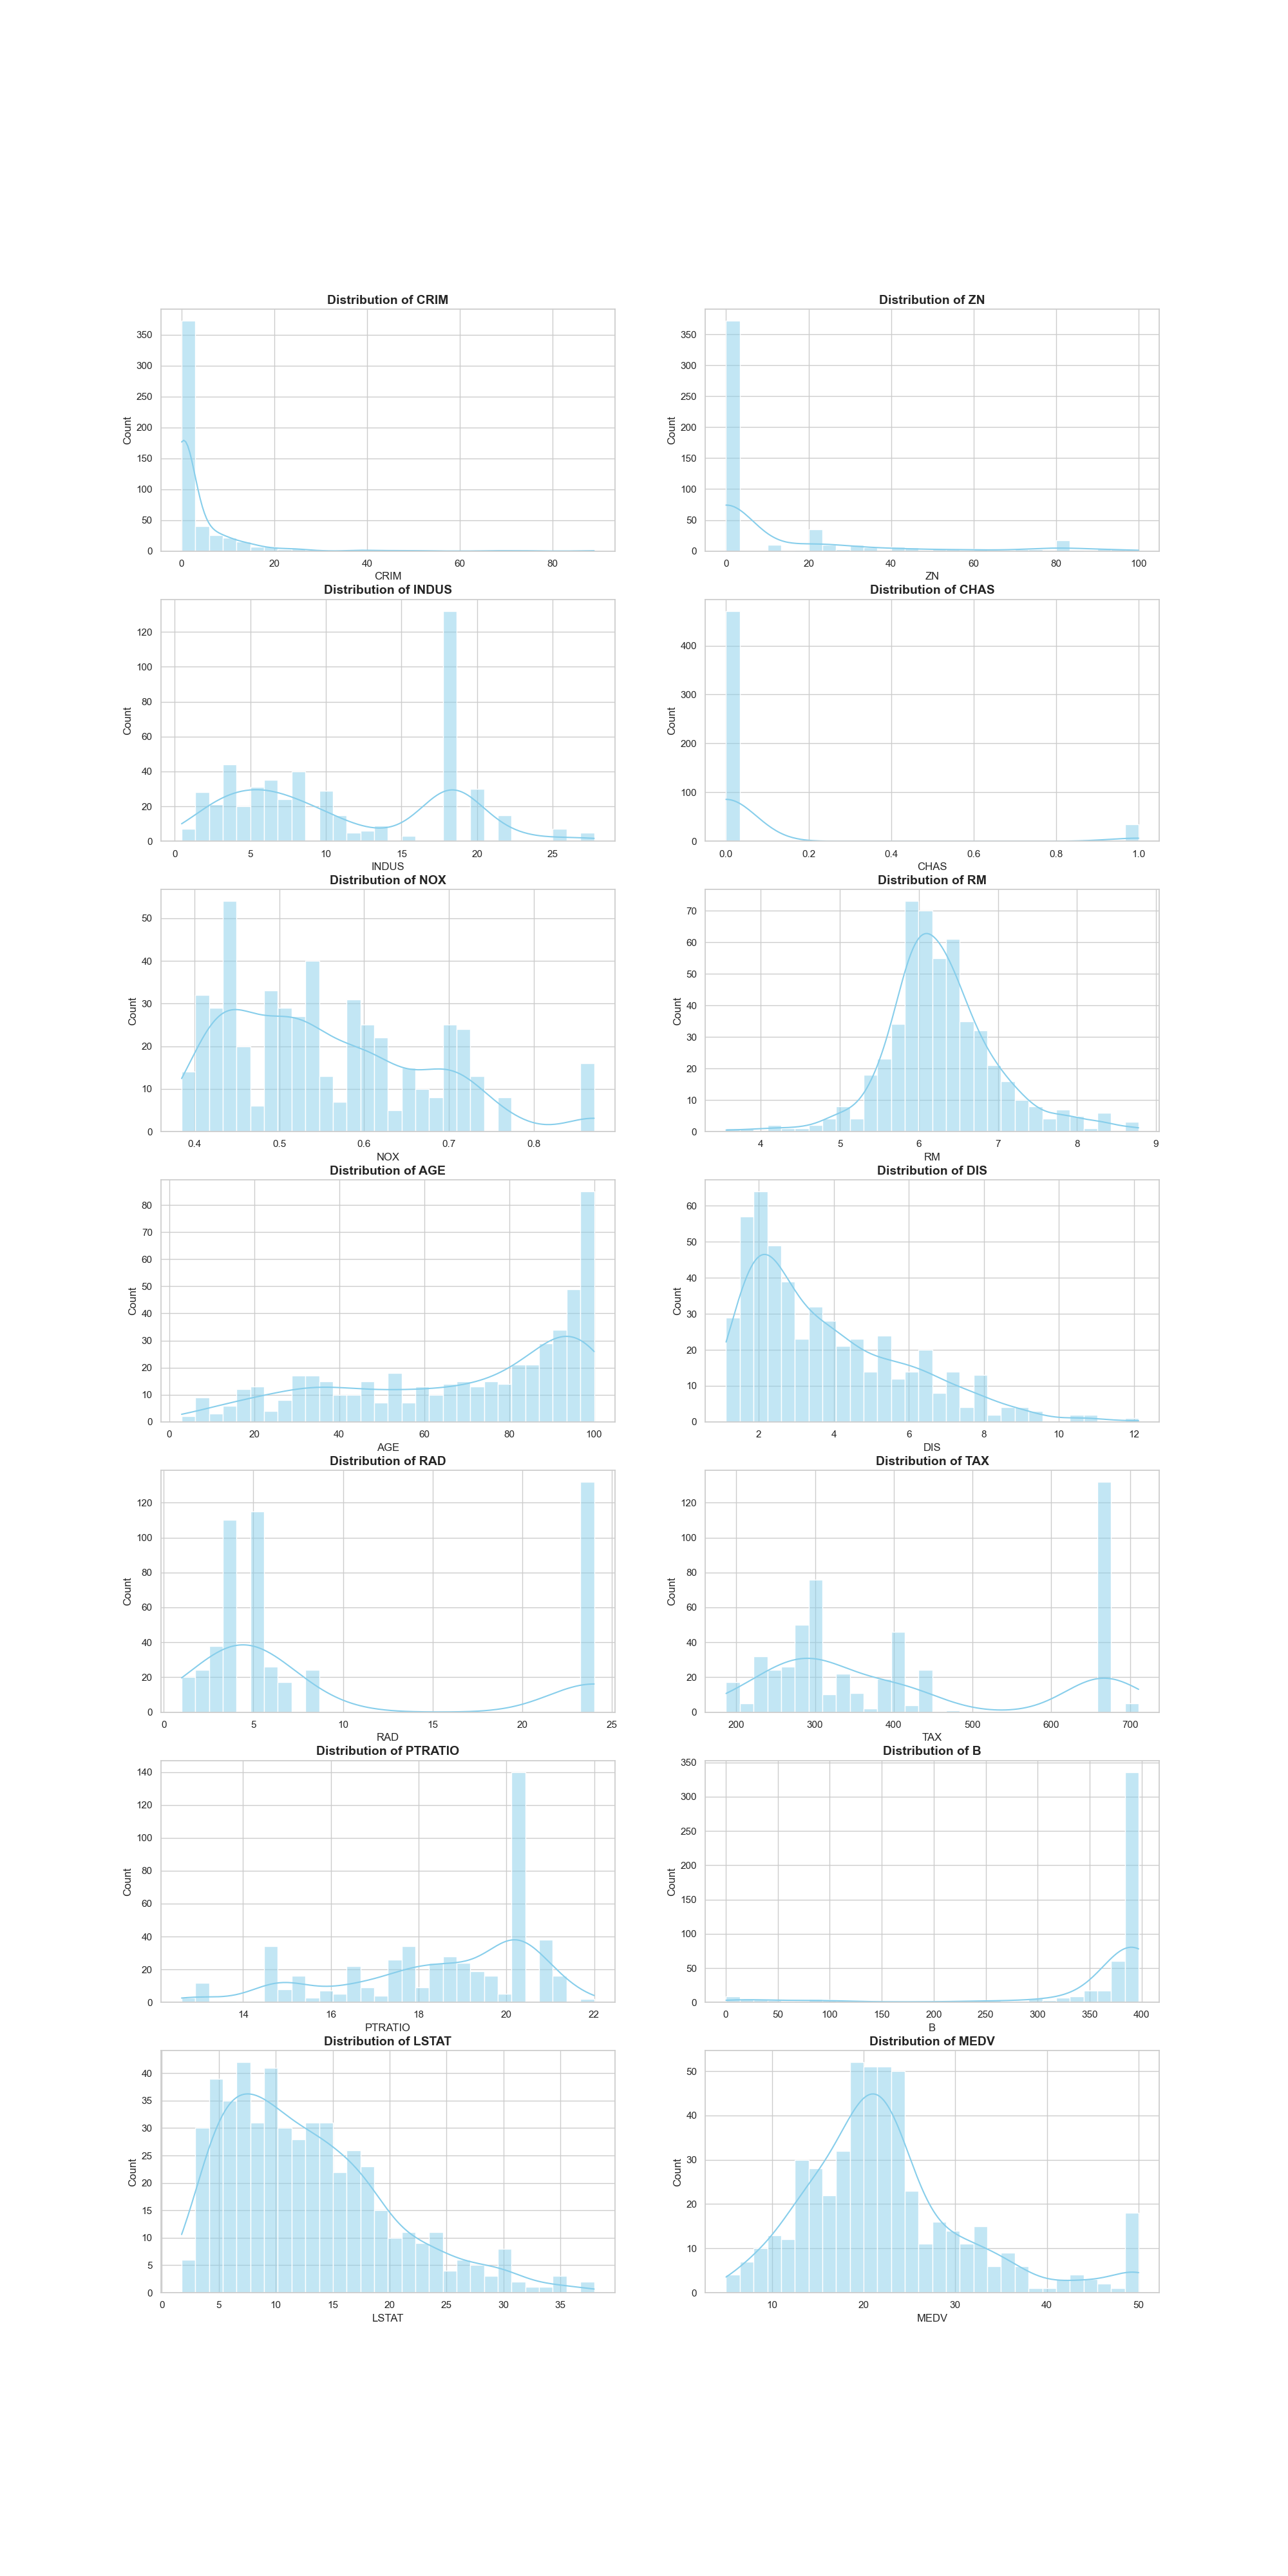 Distribution of CRIM
Count
350
300
250
200
150
100
50
0
0 20 40 60 80
CRIM
Distribution of ZN
Count
350
300
250
200
150
100
50
0
0 20 40 60 80 100
ZN
Distribution of INDUS
Count
120
100
80
60
40
20
0
0 5 10 15 20 25
INDUS
Distribution of CHAS
Count
400
300
200
100
0
0.0 0.2 0.4 0.6 0.8 1.0
CHAS
Distribution of NOX
Count
50
40
30
20
10
0
0.4 0.5 0.6 0.7 0.8
NOX
Distribution of RM
Count
70
60
50
40
30
20
10
0
4 5 6 7 8 9
RM
Distribution of AGE
Count
80
70
60
50
40
30
20
10
0
0 20 40 60 80 100
AGE
Distribution of DIS
Count
60
50
40
30
20
10
0
2 4 6 8 10 12
DIS
Distribution of RAD
Count
120
100
80
60
40
20
0
0 5 10 15 20 25
RAD
Distribution of TAX
Count
120
100
80
60
40
20
0
200 300 400 500 600 700
TAX
Distribution of PTRATIO
Count
140
120
100
80
60
40
20
0
14 16 18 20 22
PTRATIO
Distribution of B
Count
350
300
250
200
150
100
50
0
0 50 100 150 200 250 300 350 400
B
Distribution of LSTAT
Count
40
35
30
25
20
15
10
5
0
0 5 10 15 20 25 30 35
LSTAT
Distribution of MEDV
Count
50
40
30
20
10
0
10 20 30 40 50
MEDV